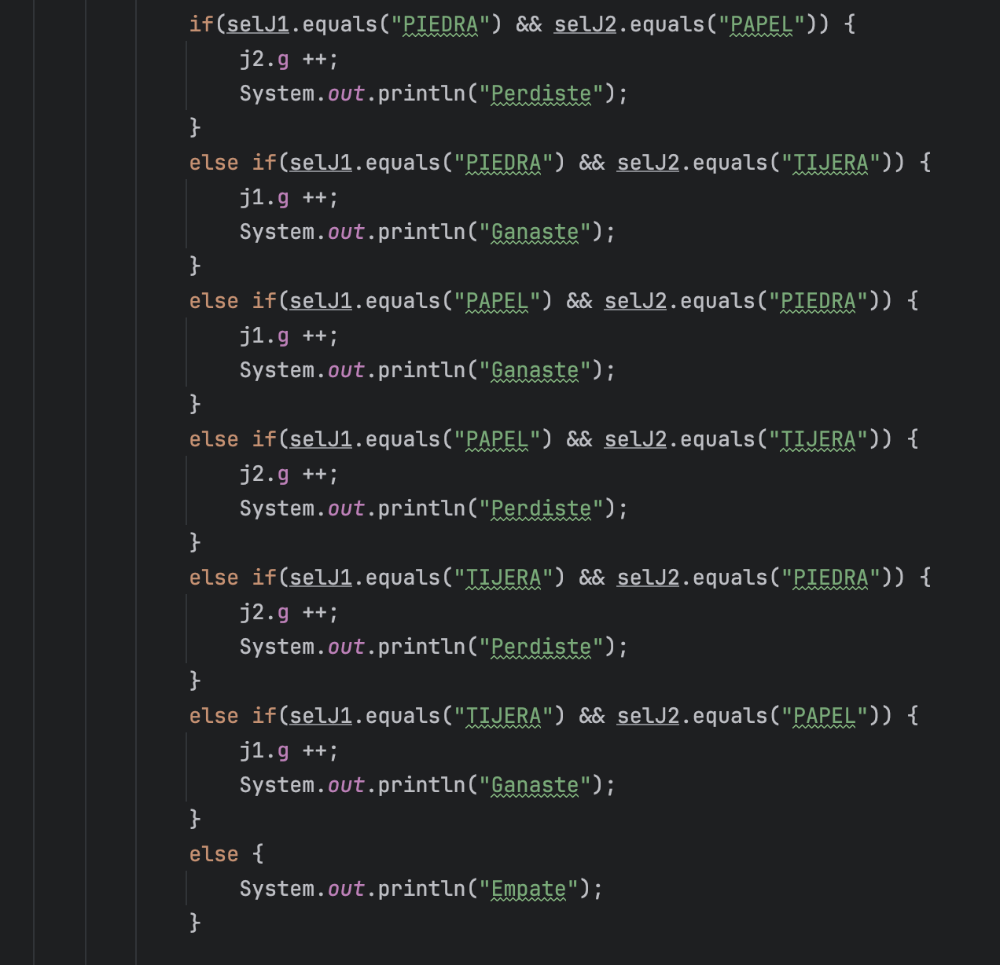 if(selJ1.equals("PIEDRA") && selJ2.equals("PAPEL")) {
j2.g ++;
System.out.println("Perdiste");
}
else if(selJ1.equals("PIEDRA") && selJ2.equals("TIJERA")) {
j1.g ++;
System.out.println("Ganaste");
}
else if(selJ1.equals("PAPEL") && selJ2.equals("PIEDRA")) {
j1.g ++;
System.out.println("Ganaste");
}
else if(selJ1.equals("PAPEL") && selJ2.equals("TIJERA")) {
j2.g ++;
System.out.println("Perdiste");
}
else if(selJ1.equals("TIJERA") && selJ2.equals("PIEDRA")) {
j2.g ++;
System.out.println("Perdiste");
}
else if(selJ1.equals("TIJERA") && selJ2.equals("PAPEL")) {
j1.g ++;
System.out.println("Ganaste");
}
else {
System.out.println("Empate");
}